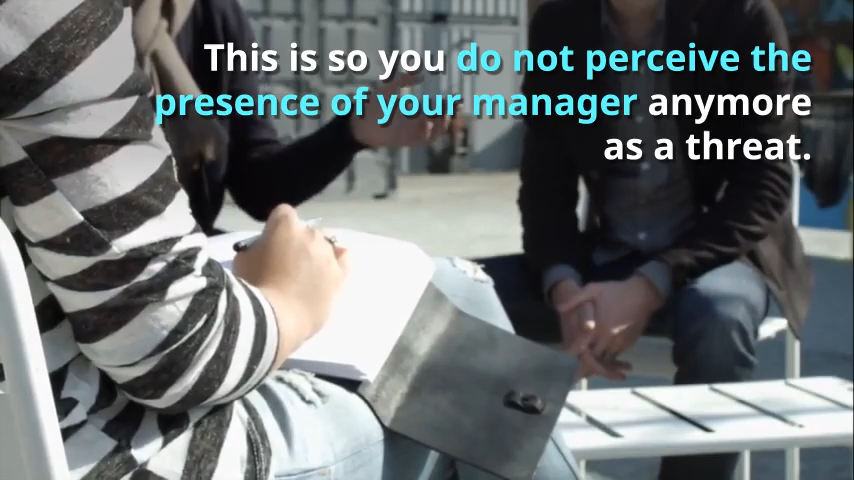 This is so you do not perceive the
presence of your manager anymore
as a threat.